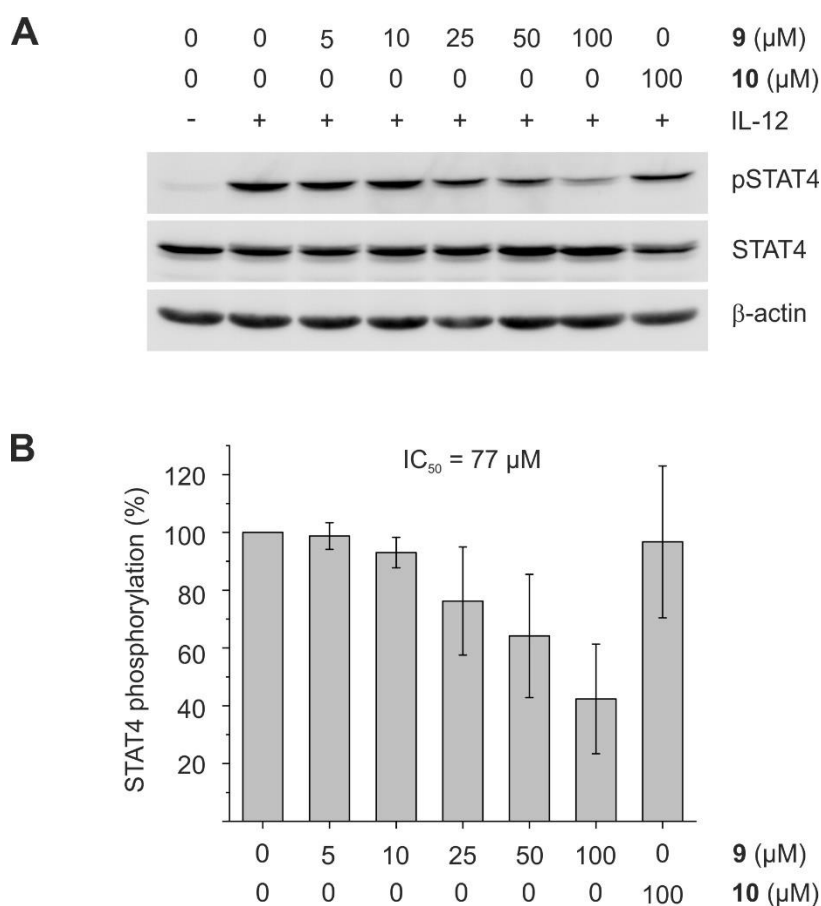 A
0 0 5 10 25 50 100 0 9 (µM)
0 0 0 0 0 0 0 100 10 (µM)
- + + + + + + + IL-12
pSTAT4
STAT4
β-actin
B
IC50 = 77 µM
STAT4 phosphorylation (%)
120
100
80
60
40
20
0 5 10 25 50 100 0 9 (µM)
0 0 0 0 0 0 100 10 (µM)